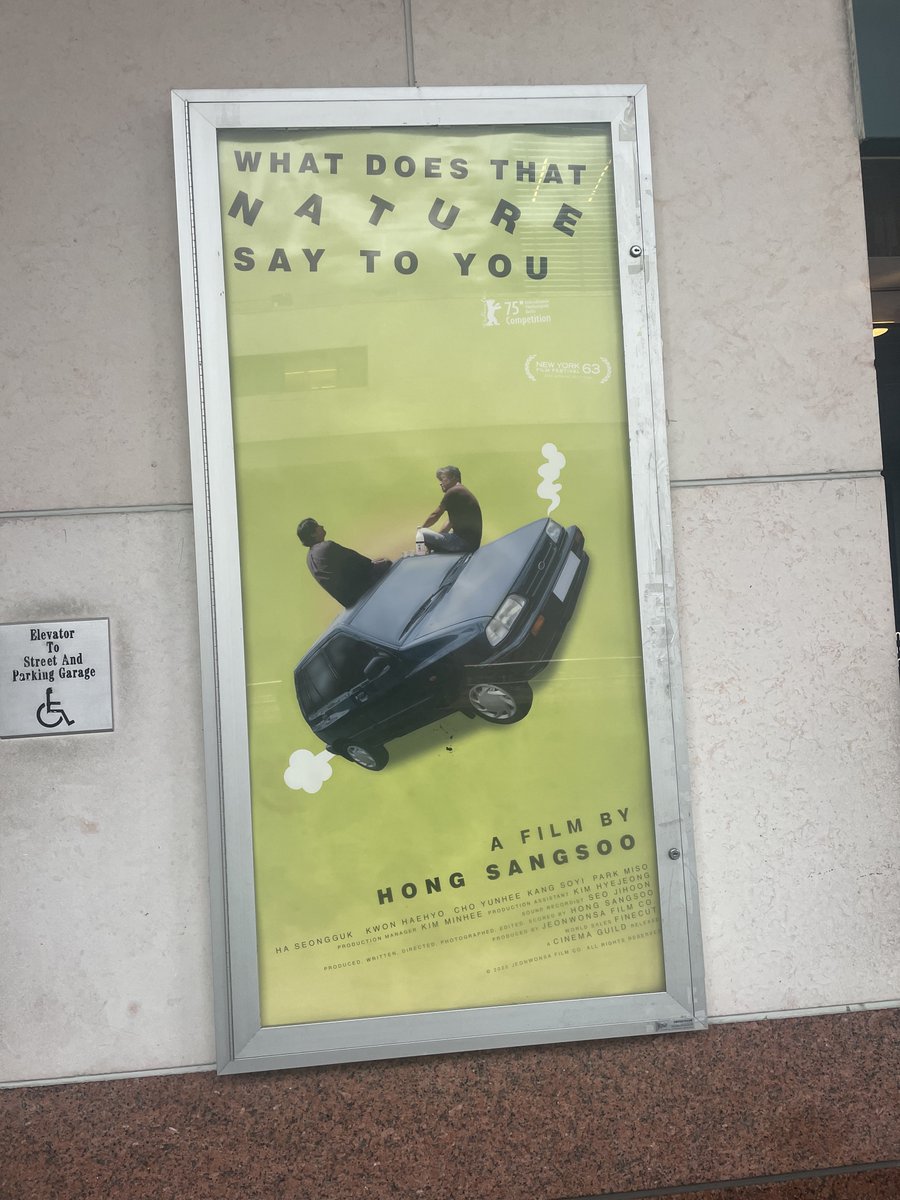 WHAT DOES THAT
NATURE
SAY TO YOU
75
Competition
NEW YORK
FILM FESTIVAL 63
Elevator
To
Street And
Parking Garage
A FILM BY
HONG SANGSOO
HA SEONGGUK KWON HAEHYO CHO YUNHEE KANG SOYI PARK MISO
PRODUCTION MANAGER KIM MINHEE PRODUCTION ASSISTANT KIM HYEJEONG
SOUND RECORDIST SEO JIHOON
PRODUCED, WRITTEN, DIRECTED, PHOTOGRAPHED, EDITED, SCORED BY HONG SANGSOO
PRODUCED BY JEONWONSA FILM CO.
WORLD SALES FINECUT
A CINEMA GUILD RELEASE
© 2025 JEONWONSA FILM CO. ALL RIGHTS RESERVED